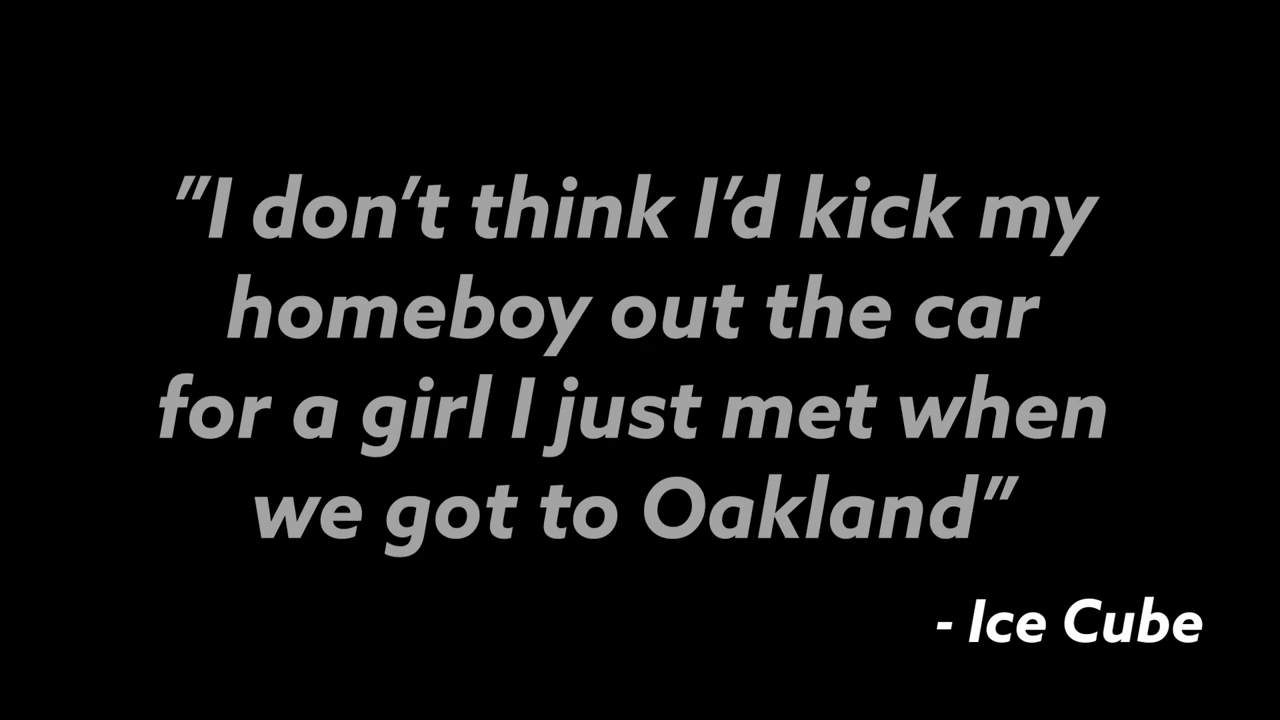 "I don't think I'd kick my
homeboy out the car
for a girl I just met when
we got to Oakland"
- Ice Cube